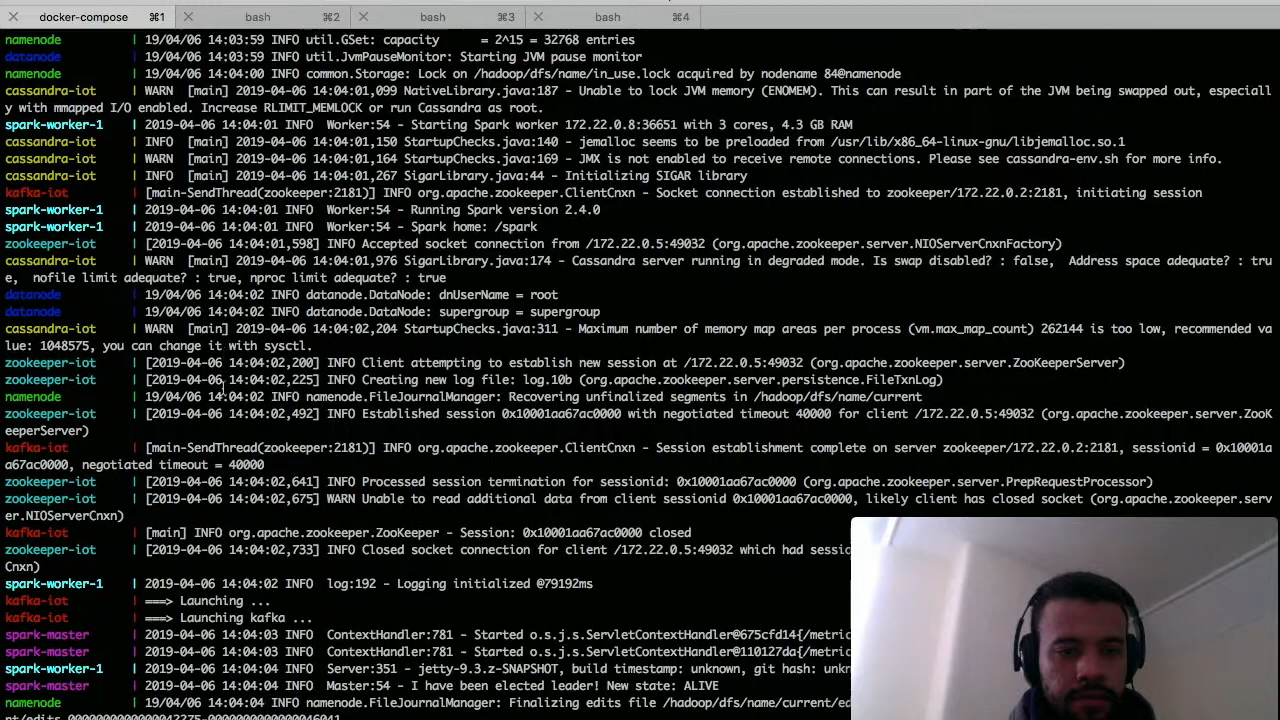 docker-compose ⌘1 bash ⌘2 bash ⌘3 bash ⌘4
namenode | 19/04/06 14:03:59 INFO util.GSet: capacity = 2^15 = 32768 entries
datanode | 19/04/06 14:03:59 INFO util.JvmPauseMonitor: Starting JVM pause monitor
namenode | 19/04/06 14:04:00 INFO common.Storage: Lock on /hadoop/dfs/name/in_use.lock acquired by nodename 84@namenode
cassandra-iot | WARN [main] 2019-04-06 14:04:01,099 NativeLibrary.java:187 - Unable to lock JVM memory (ENOMEM). This can result in part of the JVM being swapped out, especiall
y with mmapped I/O enabled. Increase RLIMIT_MEMLOCK or run Cassandra as root.
spark-worker-1 | 2019-04-06 14:04:01 INFO Worker:54 - Starting Spark worker 172.22.0.8:36651 with 3 cores, 4.3 GB RAM
cassandra-iot | INFO [main] 2019-04-06 14:04:01,150 StartupChecks.java:140 - jemalloc seems to be preloaded from /usr/lib/x86_64-linux-gnu/libjemalloc.so.1
cassandra-iot | WARN [main] 2019-04-06 14:04:01,164 StartupChecks.java:169 - JMX is not enabled to receive remote connections. Please see cassandra-env.sh for more info.
cassandra-iot | INFO [main] 2019-04-06 14:04:01,267 SigarLibrary.java:44 - Initializing SIGAR library
kafka-iot | [main-SendThread(zookeeper:2181)] INFO org.apache.zookeeper.ClientCnxn - Socket connection established to zookeeper/172.22.0.2:2181, initiating session
spark-worker-1 | 2019-04-06 14:04:01 INFO Worker:54 - Running Spark version 2.4.0
spark-worker-1 | 2019-04-06 14:04:01 INFO Worker:54 - Spark home: /spark
zookeeper-iot | [2019-04-06 14:04:01,598] INFO Accepted socket connection from /172.22.0.5:49032 (org.apache.zookeeper.server.NIOServerCnxnFactory)
cassandra-iot | WARN [main] 2019-04-06 14:04:01,976 SigarLibrary.java:174 - Cassandra server running in degraded mode. Is swap disabled? : false, Address space adequate? : tru
e, nofile limit adequate? : true, nproc limit adequate? : true
datanode | 19/04/06 14:04:02 INFO datanode.DataNode: dnUserName = root
datanode | 19/04/06 14:04:02 INFO datanode.DataNode: supergroup = supergroup
cassandra-iot | WARN [main] 2019-04-06 14:04:02,204 StartupChecks.java:311 - Maximum number of memory map areas per process (vm.max_map_count) 262144 is too low, recommended va
lue: 1048575, you can change it with sysctl.
zookeeper-iot | [2019-04-06 14:04:02,200] INFO Client attempting to establish new session at /172.22.0.5:49032 (org.apache.zookeeper.server.ZooKeeperServer)
zookeeper-iot | [2019-04-06 14:04:02,225] INFO Creating new log file: log.10b (org.apache.zookeeper.server.persistence.FileTxnLog)
namenode | 19/04/06 14:04:02 INFO namenode.FileJournalManager: Recovering unfinalized segments in /hadoop/dfs/name/current
zookeeper-iot | [2019-04-06 14:04:02,492] INFO Established session 0x10001aa67ac0000 with negotiated timeout 40000 for client /172.22.0.5:49032 (org.apache.zookeeper.server.ZooK
eeperServer)
kafka-iot | [main-SendThread(zookeeper:2181)] INFO org.apache.zookeeper.ClientCnxn - Session establishment complete on server zookeeper/172.22.0.2:2181, sessionid = 0x10001a
a67ac0000, negotiated timeout = 40000
zookeeper-iot | [2019-04-06 14:04:02,641] INFO Processed session termination for sessionid: 0x10001aa67ac0000 (org.apache.zookeeper.server.PrepRequestProcessor)
zookeeper-iot | [2019-04-06 14:04:02,675] WARN Unable to read additional data from client sessionid 0x10001aa67ac0000, likely client has closed socket (org.apache.zookeeper.serv
er.NIOServerCnxn)
kafka-iot | [main] INFO org.apache.zookeeper.ZooKeeper - Session: 0x10001aa67ac0000 closed
zookeeper-iot | [2019-04-06 14:04:02,733] INFO Closed socket connection for client /172.22.0.5:49032 which had sessio
Cnxn)
spark-worker-1 | 2019-04-06 14:04:02 INFO log:192 - Logging initialized @79192ms
kafka-iot | ===> Launching ...
kafka-iot | ===> Launching kafka ...
spark-master | 2019-04-06 14:04:03 INFO ContextHandler:781 - Started o.s.j.s.ServletContextHandler@675cfd14{/metric
spark-master | 2019-04-06 14:04:03 INFO ContextHandler:781 - Started o.s.j.s.ServletContextHandler@110127da{/metric
spark-worker-1 | 2019-04-06 14:04:04 INFO Server:351 - jetty-9.3.z-SNAPSHOT, build timestamp: unknown, git hash: unkn
spark-master | 2019-04-06 14:04:04 INFO Master:54 - I have been elected leader! New state: ALIVE
namenode | 19/04/06 14:04:04 INFO namenode.FileJournalManager: Finalizing edits file /hadoop/dfs/name/current/ed